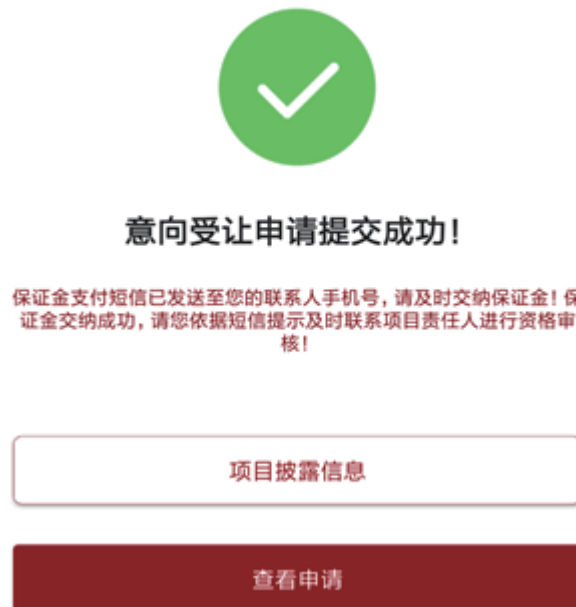 意向受让申请提交成功！
保证金支付短信已发送至您的联系人手机号，请及时交纳保证金！保
证金交纳成功，请您依据短信提示及时联系项目责任人进行资格审
核！
项目披露信息
查看申请